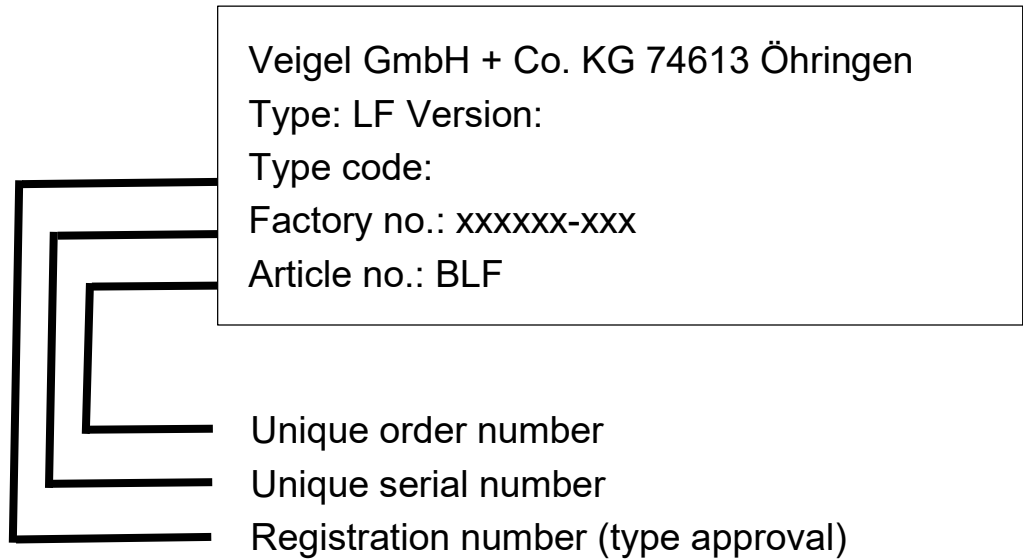 Veigel GmbH + Co. KG 74613 Öhringen
Type: LF Version:
Type code:
Factory no.: xxxxxx-xxx
Article no.: BLF
Unique order number
Unique serial number
Registration number (type approval)